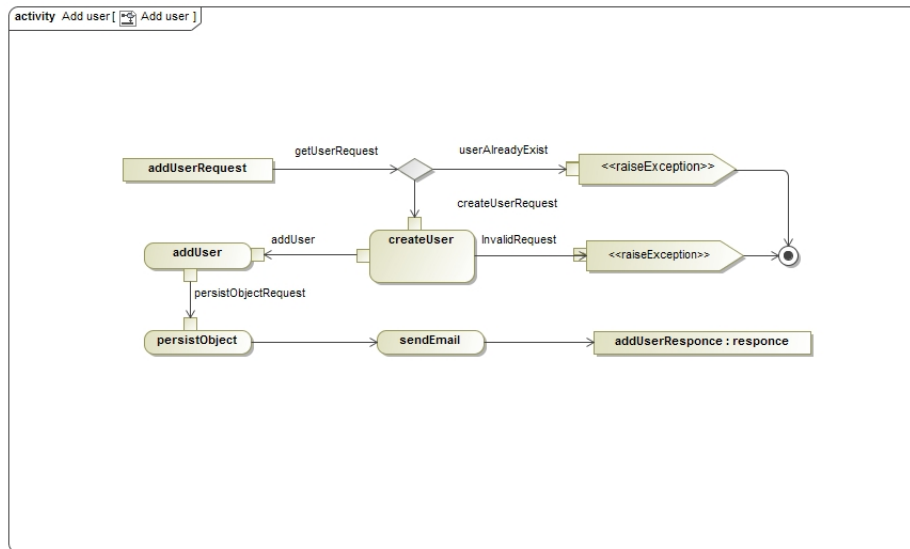 activity Add user [ Add user ]
getUserRequest
userAlreadyExist
addUserRequest
<<raiseException>>
createUserRequest
addUser
createUser
InvalidRequest
addUser
<<raiseException>>
persistObjectRequest
persistObject
sendEmail
addUserResponce : responce